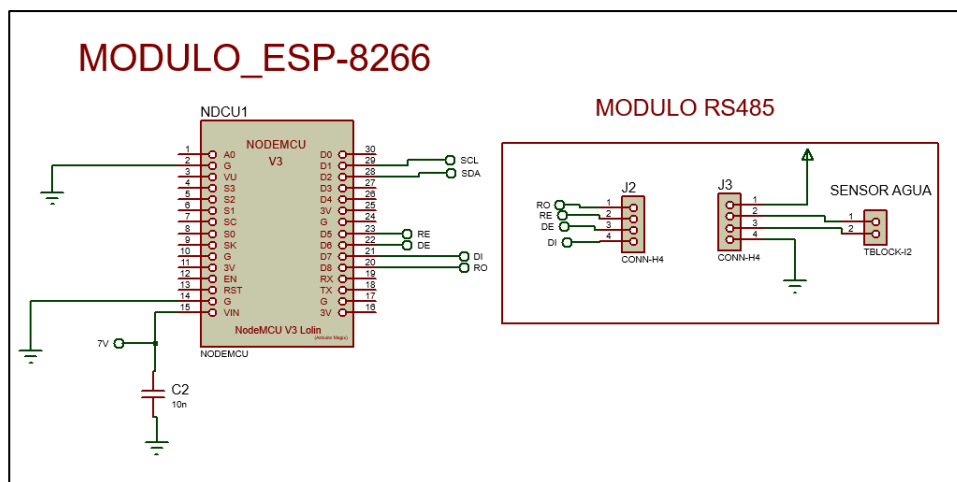 MODULO_ESP-8266
NDCU1
NODEMCU
V3
1 A0 D0 30
2 G D1 29
3 VU D2 28
4 S3 D3 27
5 S2 D4 26
6 S1 3V 25
7 SC G 24
8 S0 D5 23
9 SK D6 22
10 G D7 21
11 3V D8 20
12 EN RX 19
13 RST TX 18
14 G G 17
15 VIN 3V 16
NodeMCU V3 Lolin
NODEMCU
SCL
SDA
RE
DE
DI
RO
7V
C2
10n
MODULO RS485
J2
RO 1
RE 2
DE 3
DI 4
CONN-H4
J3
1
2
3
4
CONN-H4
SENSOR AGUA
1
2
TBLOCK-I2